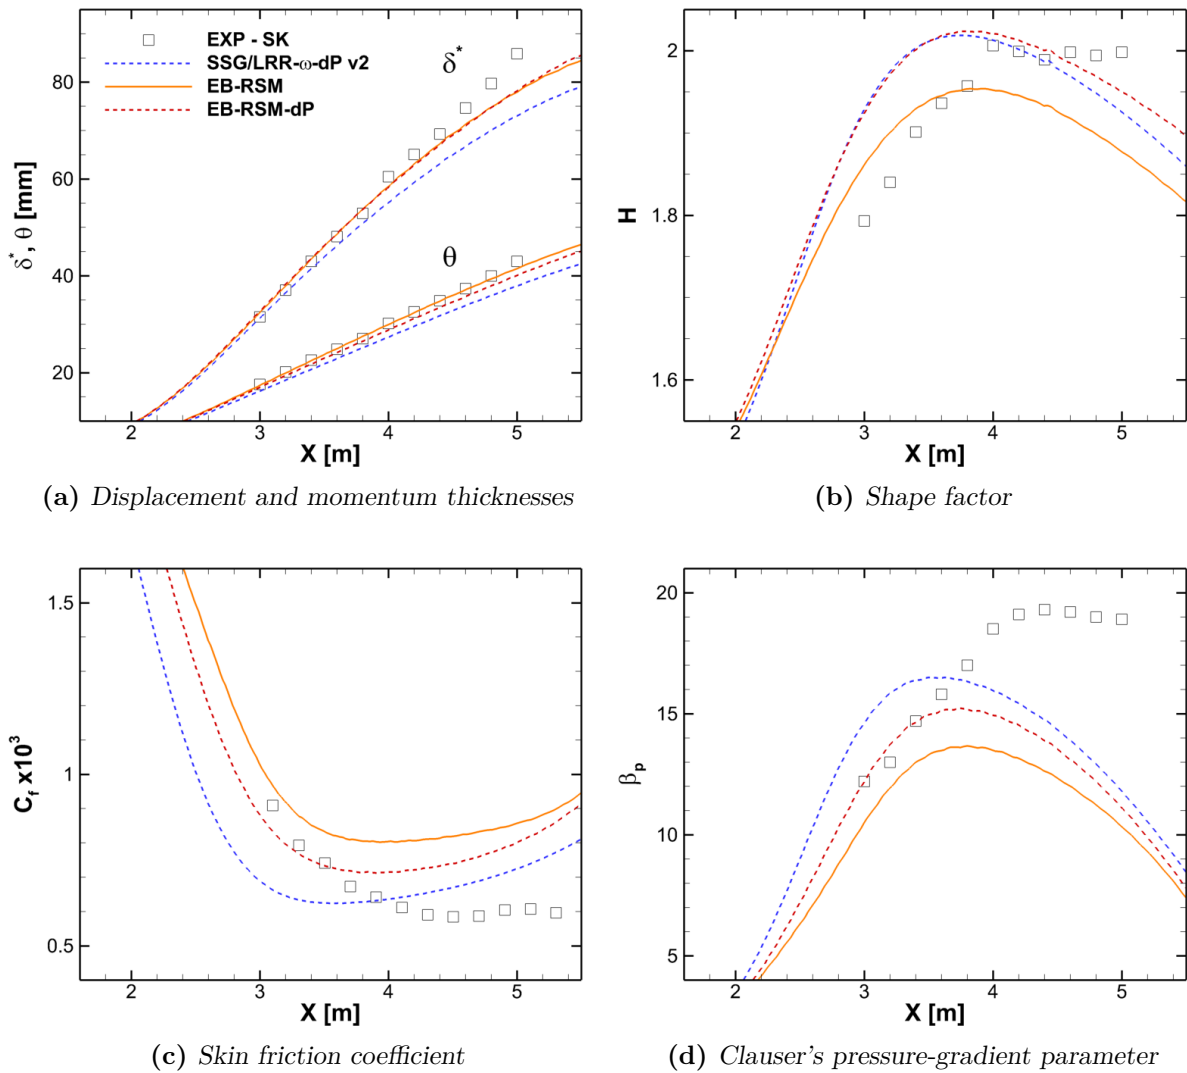 EXP - SK
SSG/LRR-ω-dP v2
EB-RSM
EB-RSM-dP
δ*
θ
80
60
40
20
δ*, θ [mm]
2 3 4 5
X [m]
(a) Displacement and momentum thicknesses
2
1.8
1.6
H
2 3 4 5
X [m]
(b) Shape factor
1.5
1
0.5
Cf x10³
2 3 4 5
X [m]
(c) Skin friction coefficient
20
15
10
5
βp
2 3 4 5
X [m]
(d) Clauser's pressure-gradient parameter